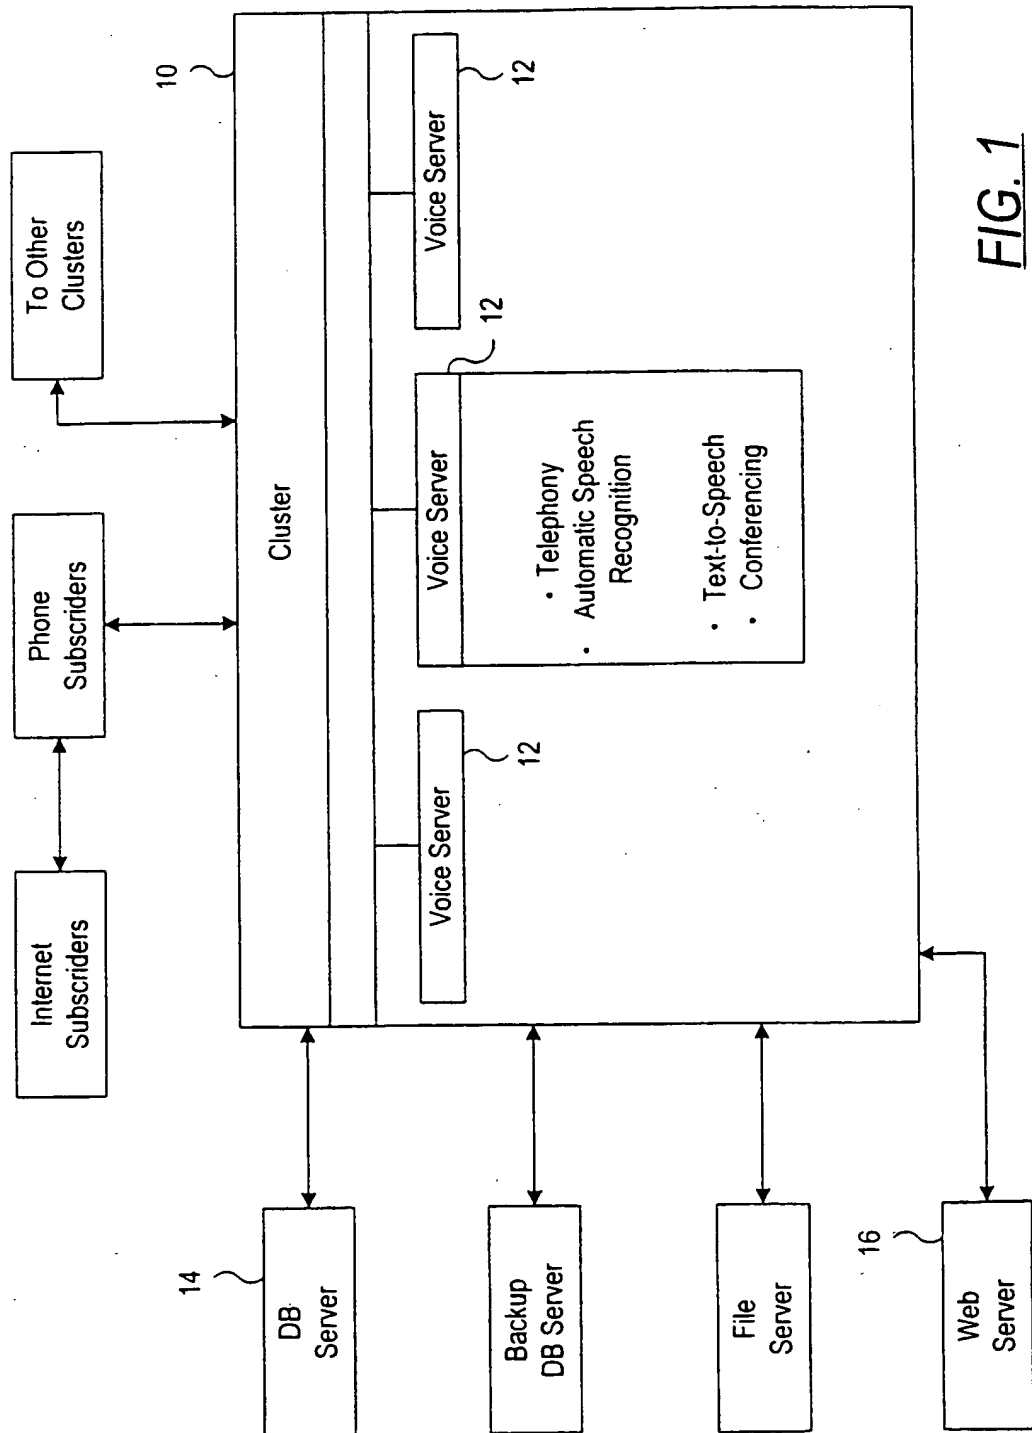 Internet
Subscriders
Phone
Subscriders
To Other
Clusters
10
Cluster
14
DB
Server
Backup
DB Server
File
Server
16
Web
Server
Voice Server
12
Voice Server
12
• Telephony
• Automatic Speech
Recognition
• Text-to-Speech
• Conferencing
Voice Server
12
FIG. 1